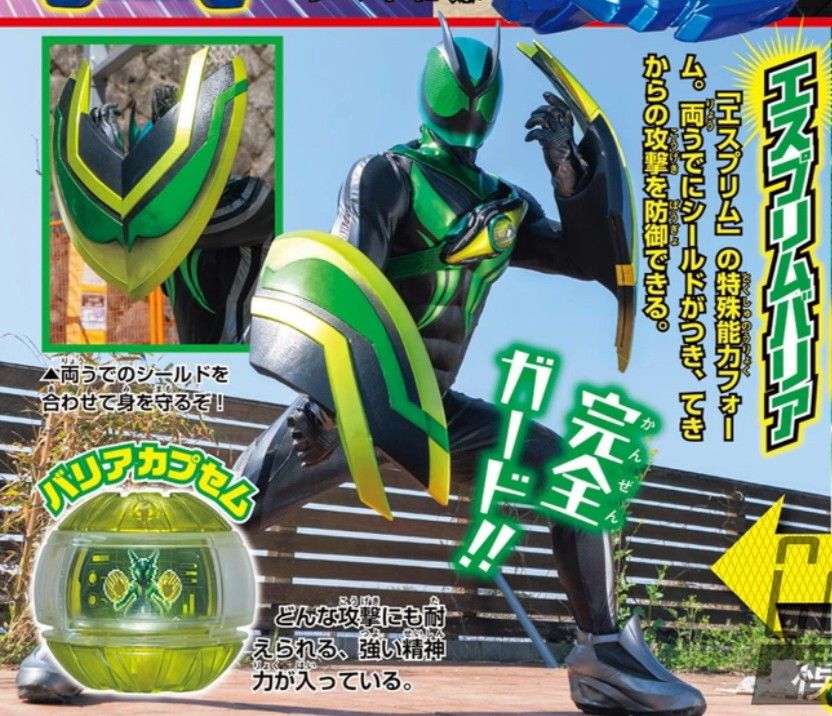 エスプリムバリア
「エスプリム」の特殊能力フォー
ム。両うでにシールドがつき、てき
からの攻撃を防御できる。
▲両うでのシールドを
合わせて身を守るぞ!
完全
ガード!!
バリアカプセム
どんな攻撃にも耐
えられる、強い精神
力が入っている。